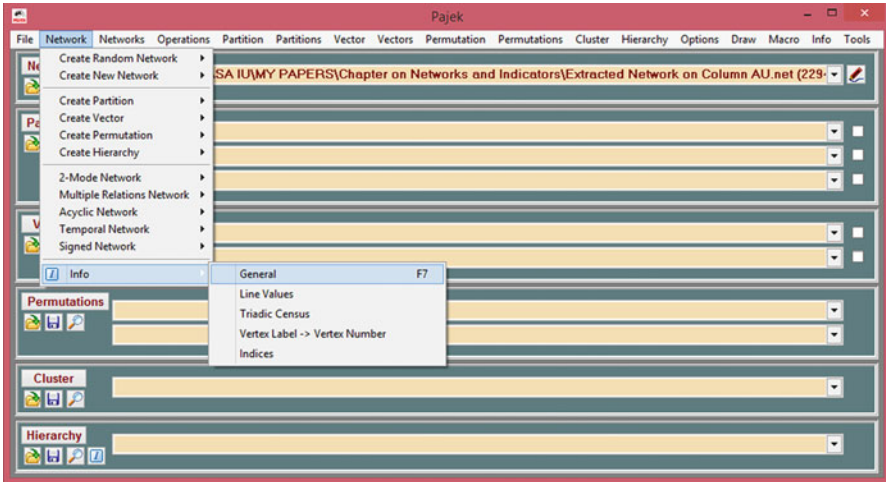 Pajek
File Network Networks Operations Partition Partitions Vector Vectors Permutation Permutations Cluster Hierarchy Options Draw Macro Info Tools
Create Random Network
Create New Network
SA IU\MY PAPERS\Chapter on Networks and Indicators\Extracted Network on Column AU.net (229-
Create Partition
Create Vector
Create Permutation
Create Hierarchy
2-Mode Network
Multiple Relations Network
Acyclic Network
Temporal Network
Signed Network
Info
General F7
Line Values
Triadic Census
Vertex Label -> Vertex Number
Indices
Permutations
Cluster
Hierarchy